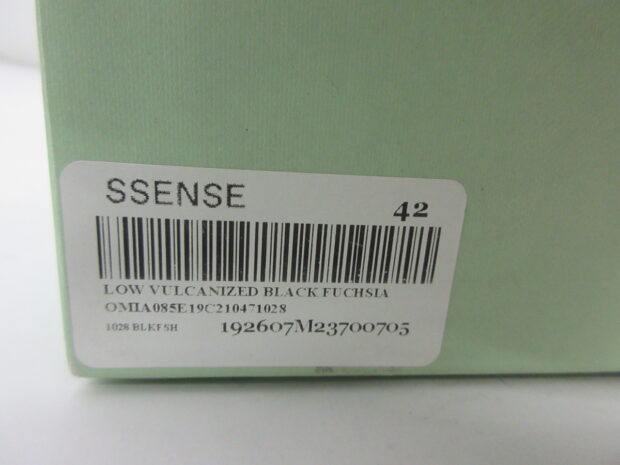 SSENSE
42
LOW VULCANIZED BLACK FUCHSIA
OMIA085E19C210471028
1028 BLKFSH
192607M23700705